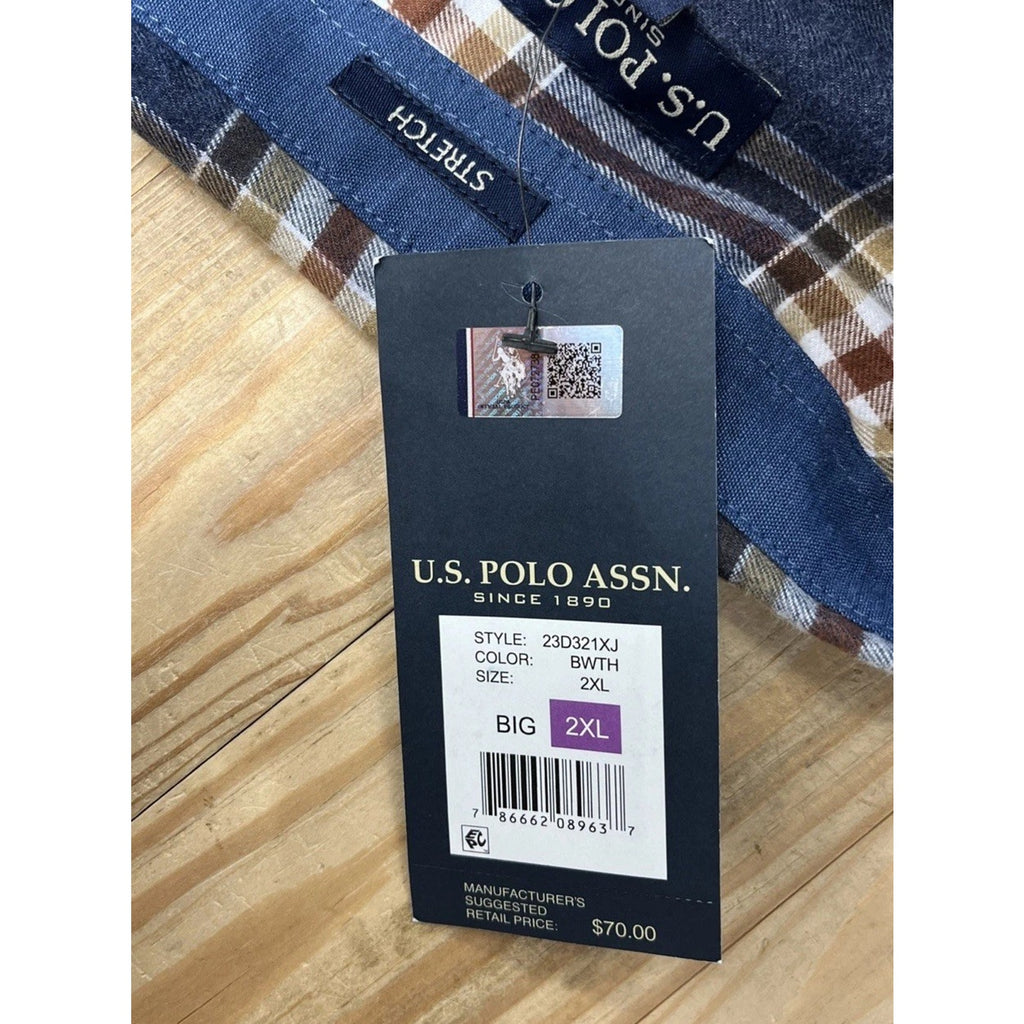 U.S. POLO
SIN
STRETCH
U.S. POLO ASSN.
SINCE 1890
STYLE: 23D321XJ
COLOR: BWTH
SIZE: 2XL
BIG 2XL
7 86662 08963 7
MANUFACTURER'S
SUGGESTED
RETAIL PRICE: $70.00